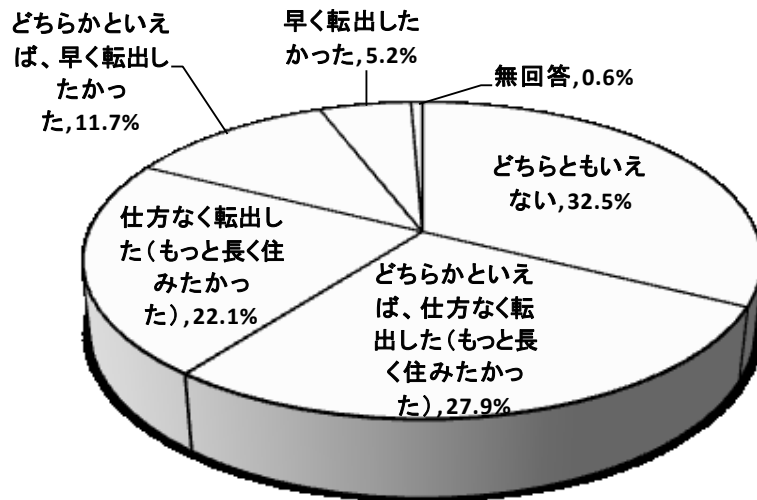 どちらかといえ
ば、早く転出し
たかっ
た,11.7%
早く転出した
かった,5.2%
無回答,0.6%
どちらともいえ
ない,32.5%
仕方なく転出し
た(もっと長く住
みたかっ
た),22.1%
どちらかといえ
ば、仕方なく転
出した(もっと長
く住みたかっ
た),27.9%